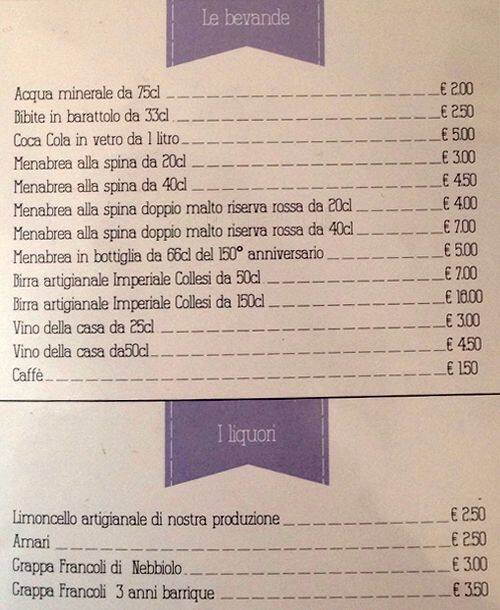 Le bevande
Acqua minerale da 75cl € 2.00
Bibite in barattolo da 33cl € 2.50
Coca Cola in vetro da 1 litro € 5.00
Menabrea alla spina da 20cl € 3.00
Menabrea alla spina da 40cl € 4.50
Menabrea alla spina doppio malto riserva rossa da 20cl € 4.00
Menabrea alla spina doppio malto riserva rossa da 40cl € 7.00
Menabrea in bottiglia da 66cl del 150° anniversario € 5.00
Birra artigianale Imperiale Collesi da 50cl € 7.00
Birra artigianale Imperiale Collesi da 150cl € 18.00
Vino della casa da 25cl € 3.00
Vino della casa da50cl € 4.50
Caffè € 1.50
I liquori
Limoncello artigianale di nostra produzione € 2.50
Amari € 2.50
Grappa Francoli di Nebbiolo € 3.00
Grappa Francoli 3 anni barrique € 3.50